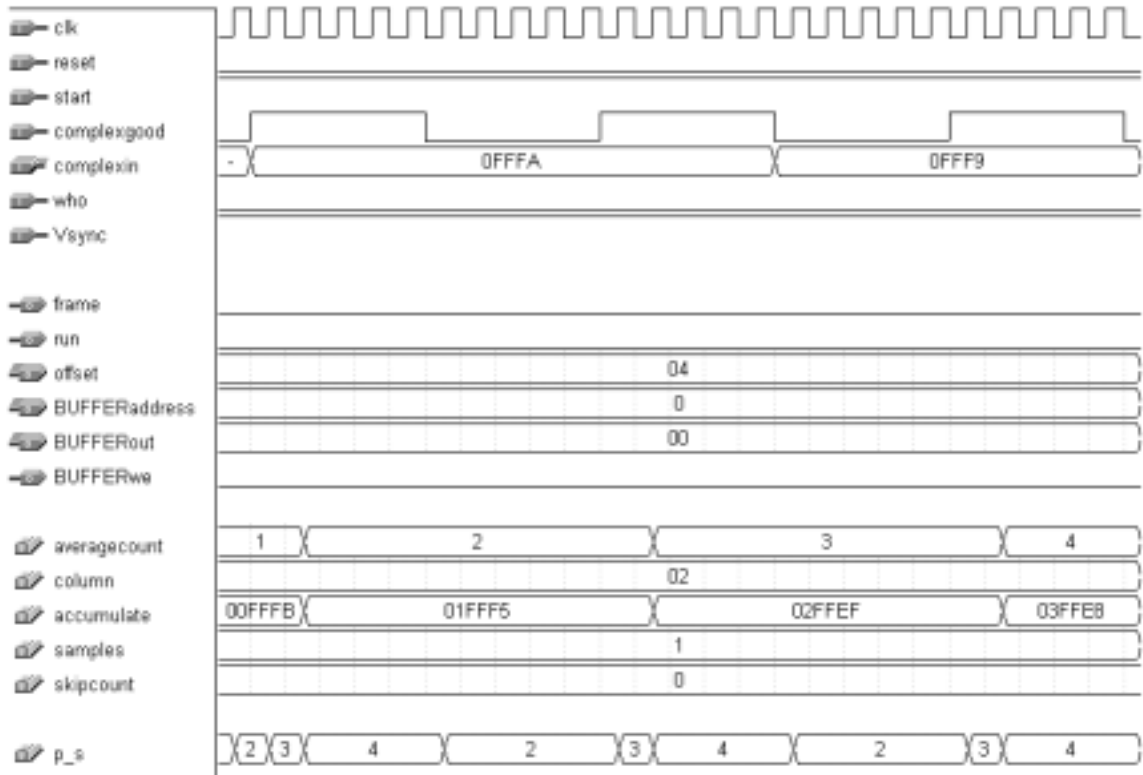 clk
reset
start
complexgood
complexin - 0FFFA 0FFF9
who
Vsync
frame
run
offset 04
BUFFERaddress 0
BUFFERout 00
BUFFERwe
averagecount 1 2 3 4
column 02
accumulate 00FFFB 01FFF5 02FFEF 03FFE8
samples 1
skipcount 0
p_s 2 3 4 2 3 4 2 3 4